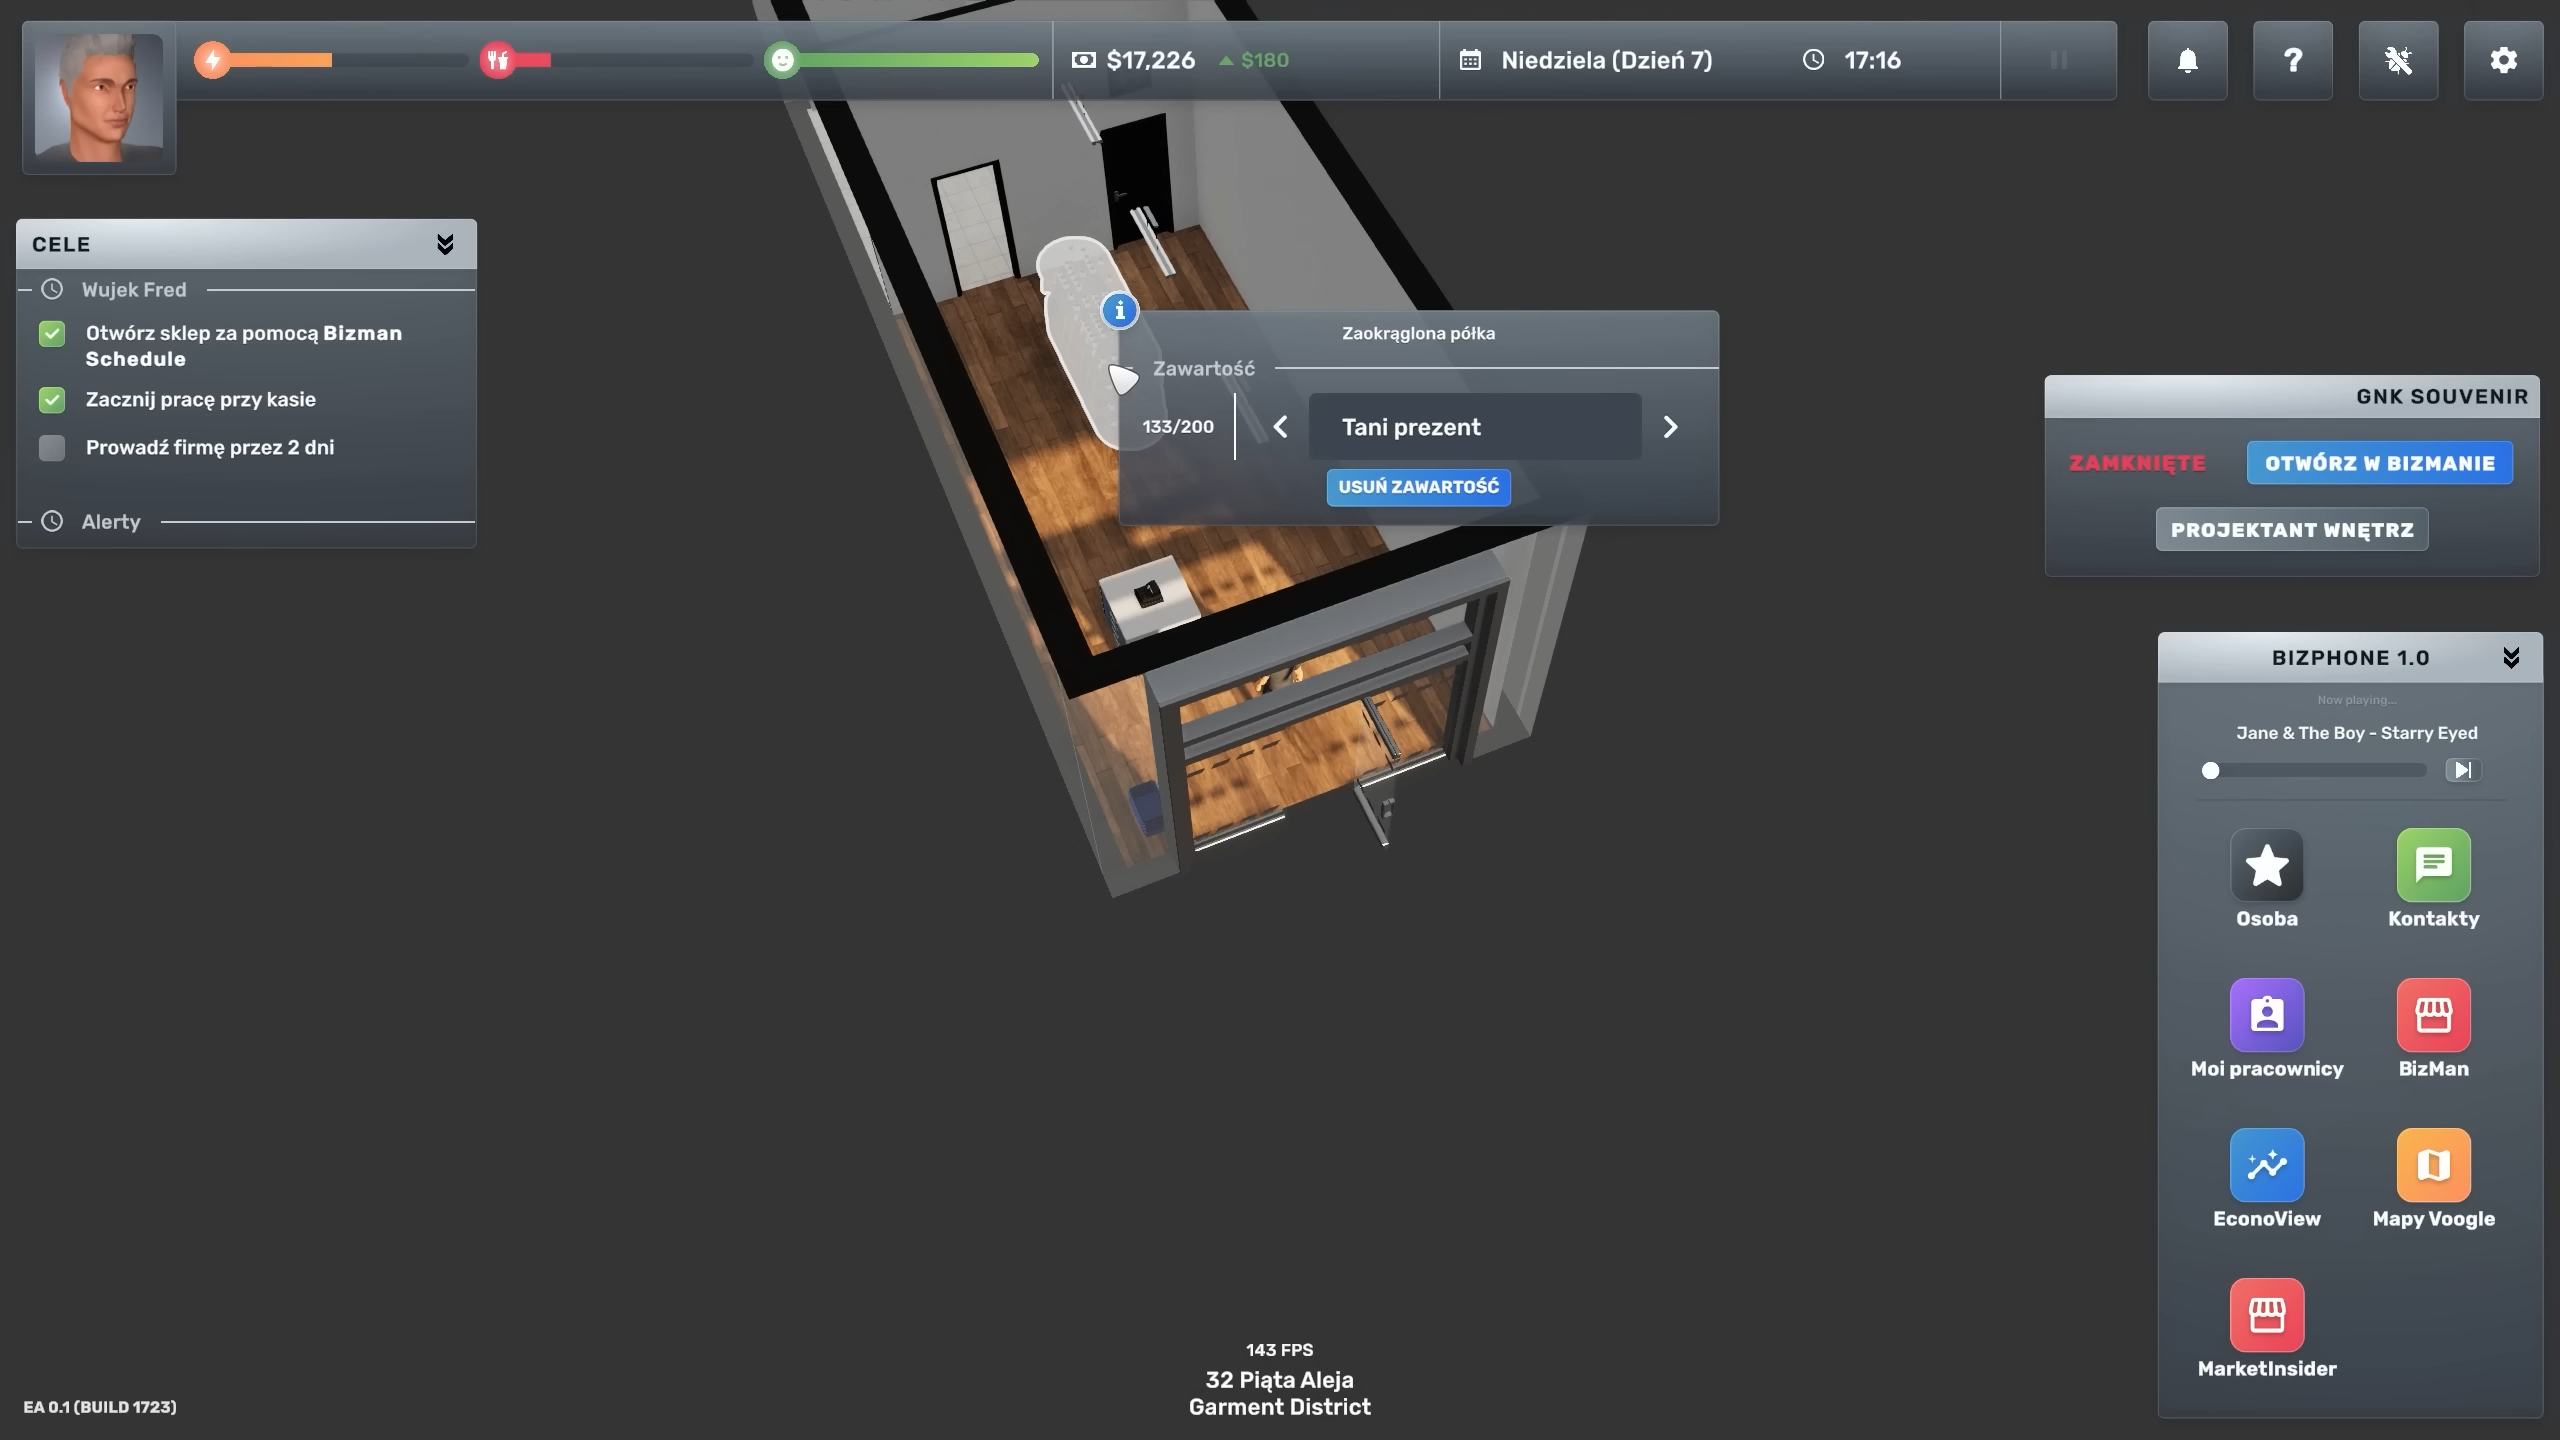 $17,226
$180
Niedziela (Dzień 7)
17:16
CELE
Wujek Fred
Otwórz sklep za pomocą Bizman
Schedule
Zacznij pracę przy kasie
Prowadź firmę przez 2 dni
Alerty
Zaokrąglona półka
Zawartość
133/200
Tani prezent
USUŃ ZAWARTOŚĆ
GNK SOUVENIR
ZAMKNIĘTE
OTWÓRZ W BIZMANIE
PROJEKTANT WNĘTRZ
BIZPHONE 1.0
Now playing...
Jane & The Boy - Starry Eyed
Osoba
Kontakty
Moi pracownicy
BizMan
EconoView
Mapy Voogle
MarketInsider
143 FPS
32 Piąta Aleja
Garment District
EA 0.1 (BUILD 1723)